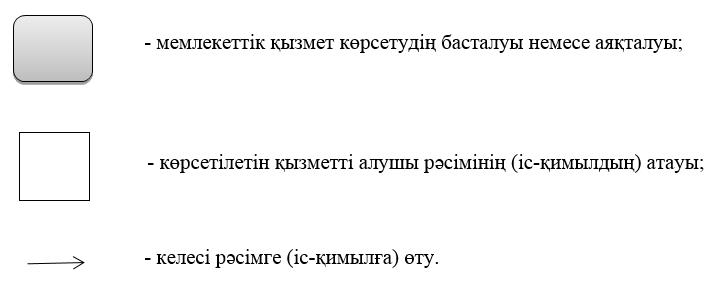 - мемлекеттік қызмет көрсетудің басталуы немесе аяқталуы;
- көрсетілетін қызметті алушы рәсімінің (іс-қимылдың) атауы;
- келесі рәсімге (іс-қимылға) өту.